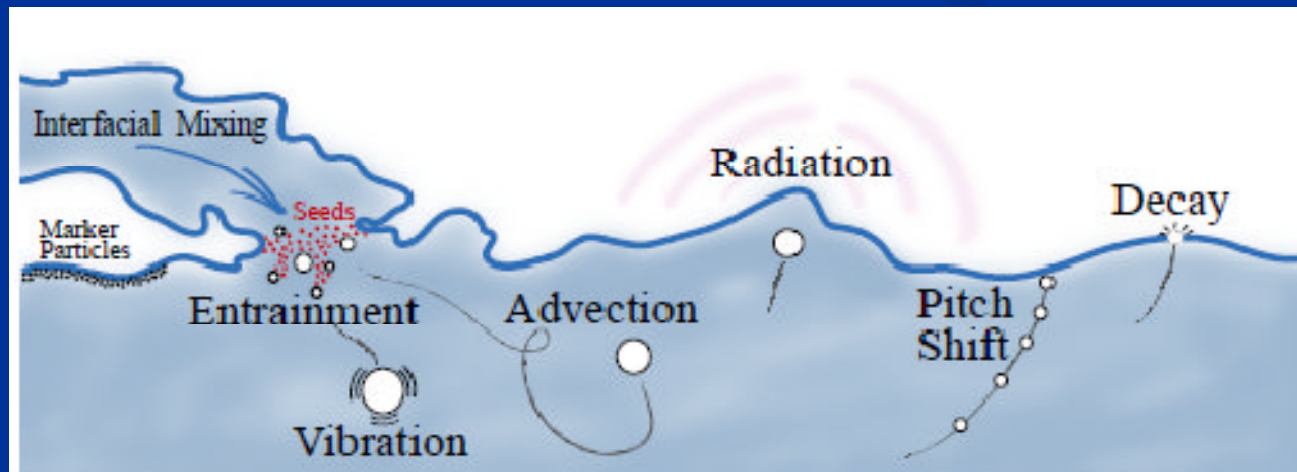 Interfacial Mixing
Seeds
Marker
Particles
Entrainment
Vibration
Advection
Radiation
Pitch
Shift
Decay